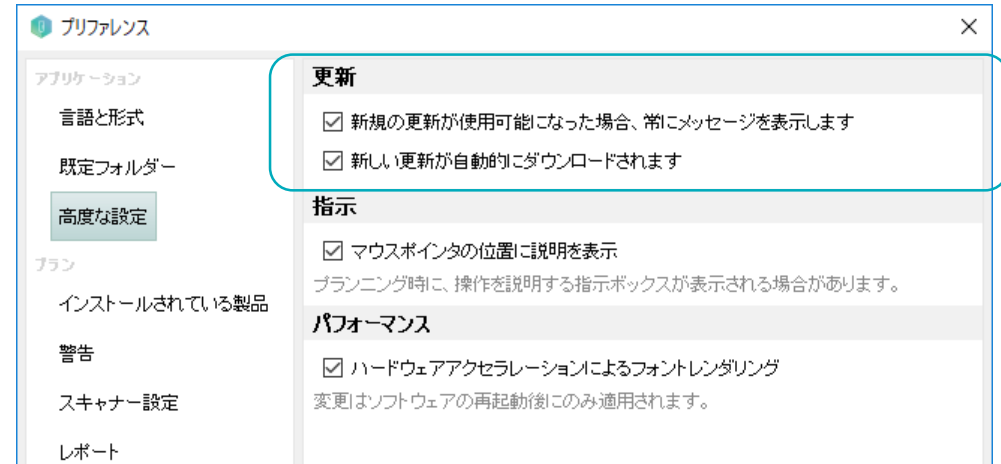 プリファレンス
アプリケーション
言語と形式
既定フォルダー
高度な設定
プラン
インストールされている製品
警告
スキャナー設定
レポート
更新
新規の更新が使用可能になった場合、常にメッセージを表示します
新しい更新が自動的にダウンロードされます
指示
マウスポインタの位置に説明を表示
プランニング時に、操作を説明する指示ボックスが表示される場合があります。
パフォーマンス
ハードウェアアクセラレーションによるフォントレンダリング
変更はソフトウェアの再起動後にのみ適用されます。